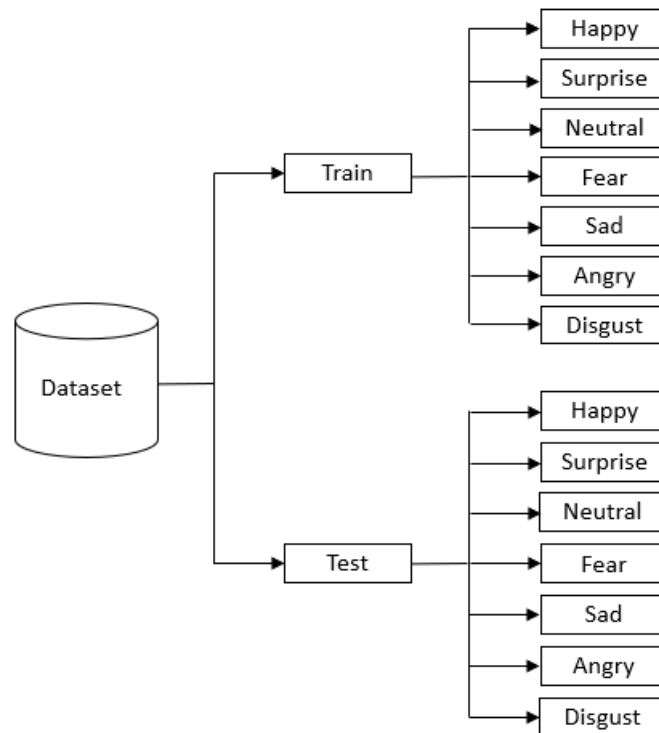 Happy
Surprise
Neutral
Train
Fear
Sad
Angry
Disgust
Dataset
Happy
Surprise
Neutral
Test
Fear
Sad
Angry
Disgust